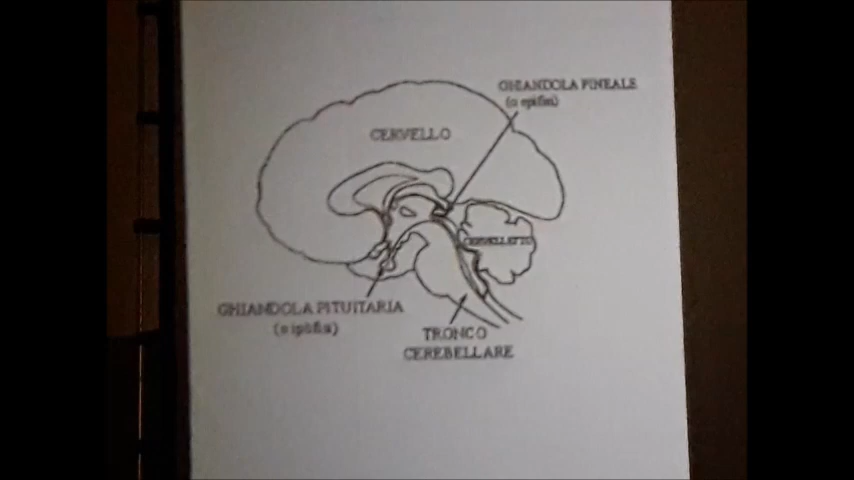 GHIANDOLA PINEALE
(o epifisi)
CERVELLO
CERVELLETTO
GHIANDOLA PITUITARIA
(o ipofisi)
TRONCO
CEREBELLARE